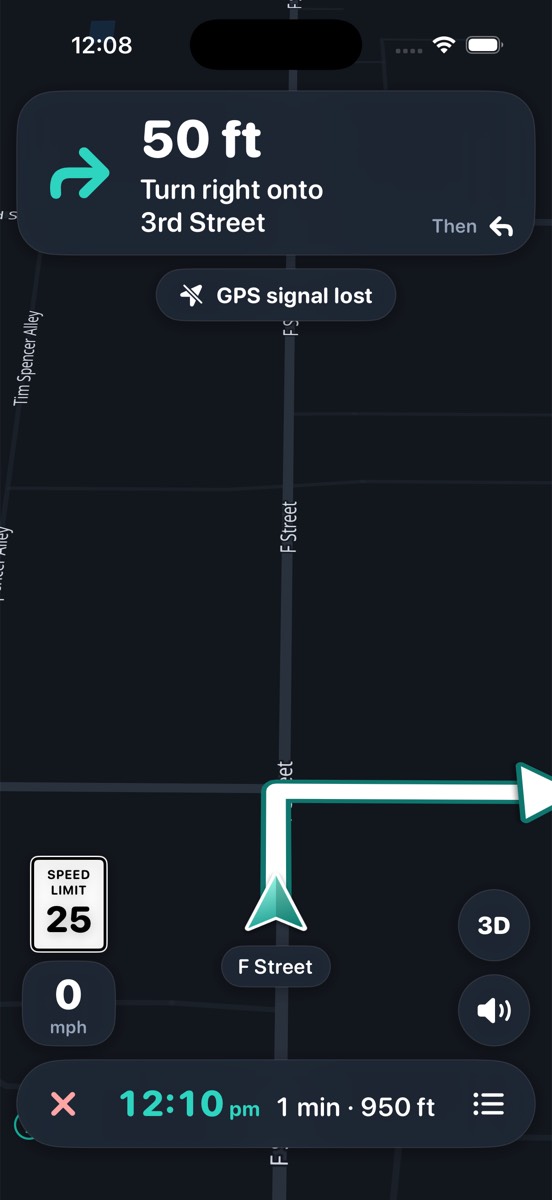 12:08
50 ft
Turn right onto
3rd Street
Then
GPS signal lost
Tim Spencer Alley
F Street
SPEED
LIMIT
25
3D
F Street
0
mph
12:10 pm 1 min · 950 ft